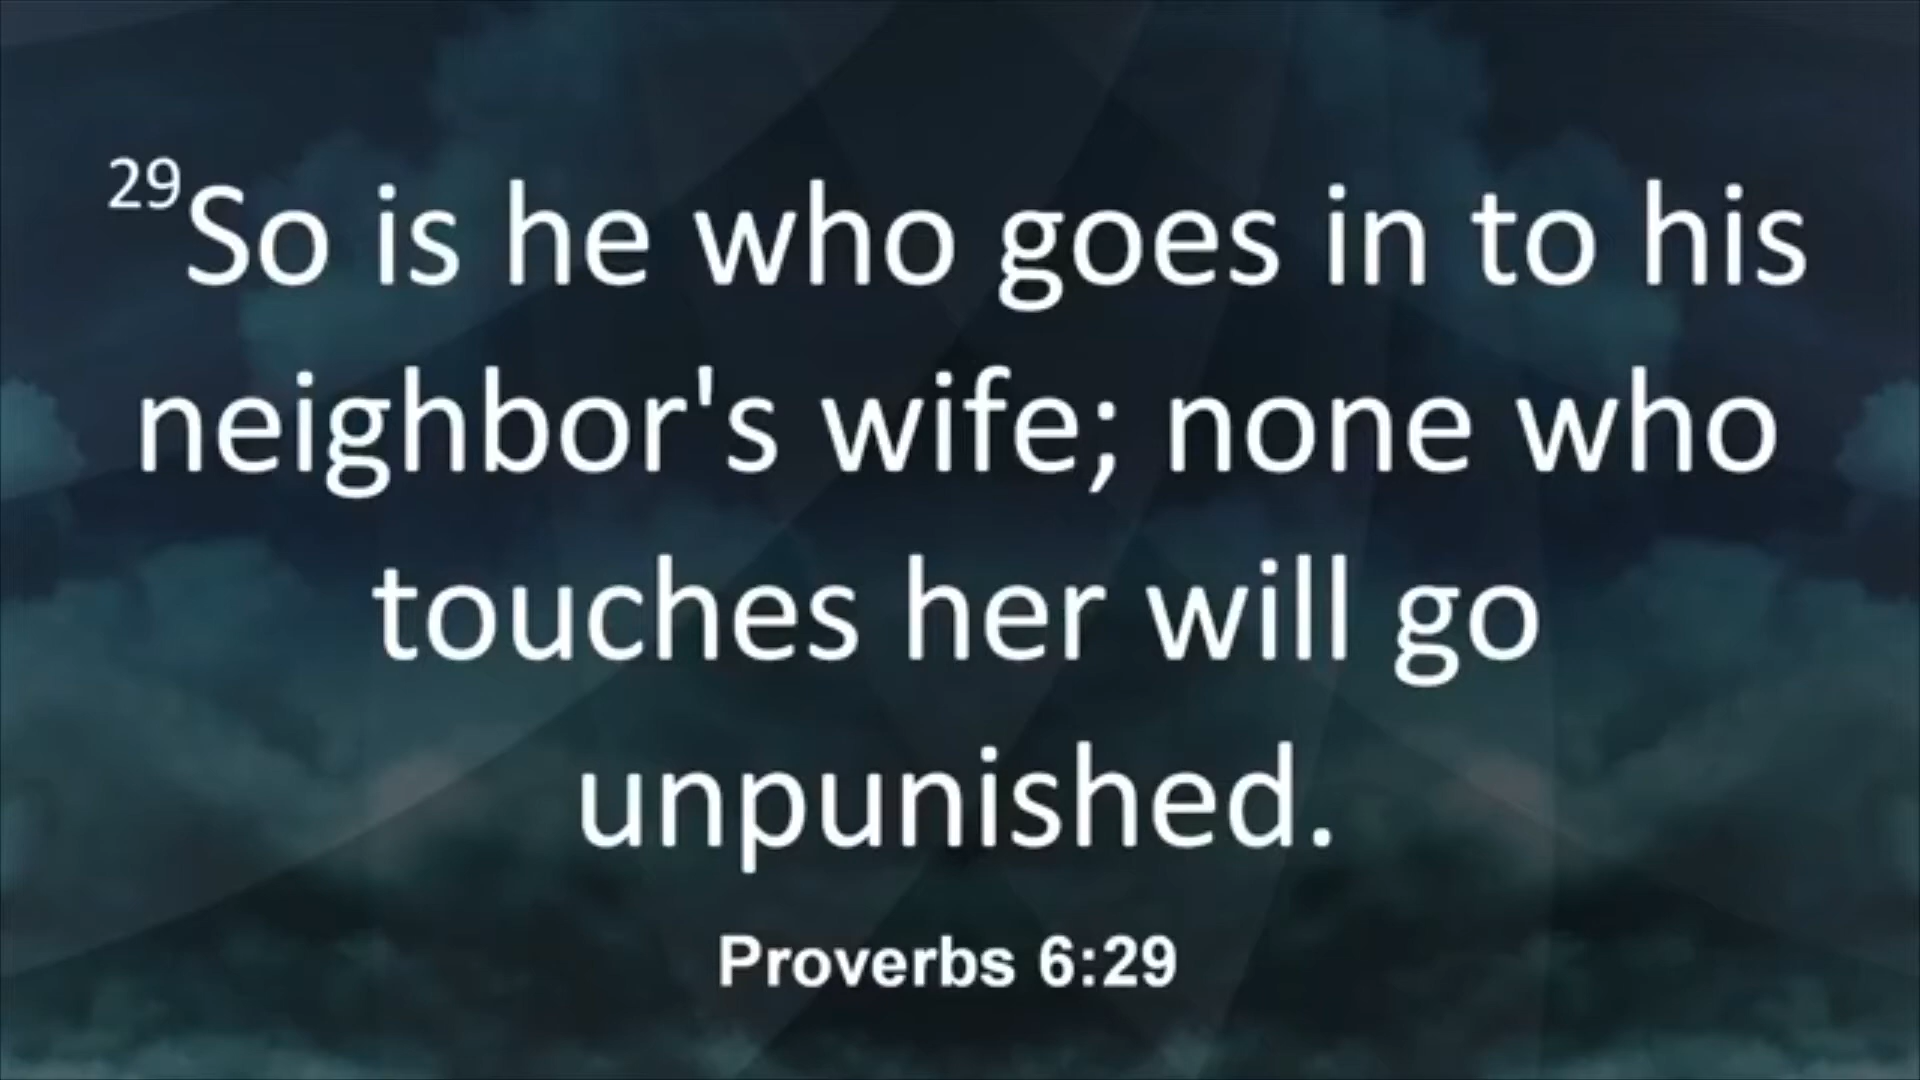 29So is he who goes in to his
neighbor's wife; none who
touches her will go
unpunished.
Proverbs 6:29